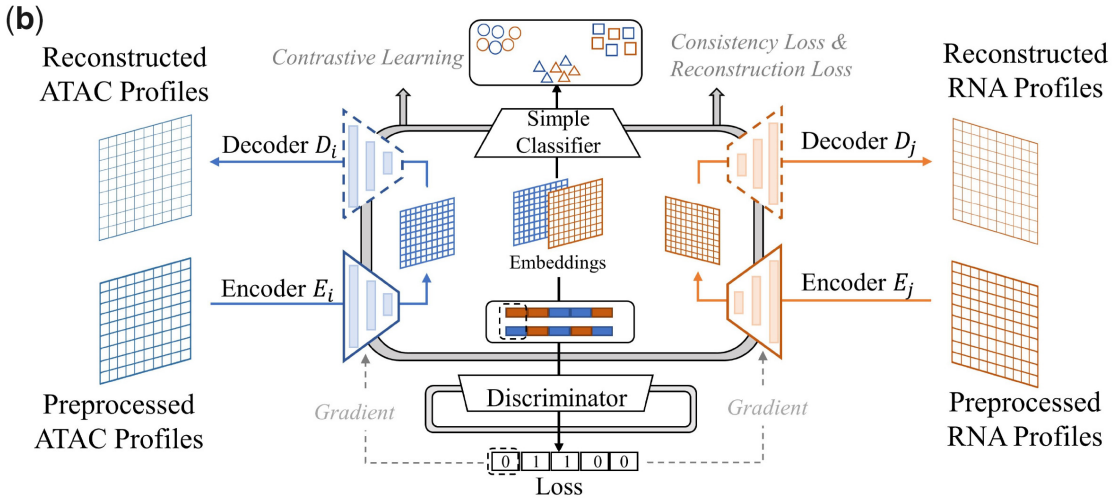 (b)
Reconstructed
ATAC Profiles
Contrastive Learning
Consistency Loss &
Reconstruction Loss
Reconstructed
RNA Profiles
Simple
Classifier
Decoder D_i
Decoder D_j
Embeddings
Encoder E_i
Encoder E_j
Preprocessed
ATAC Profiles
Gradient
Discriminator
Gradient
Preprocessed
RNA Profiles
0 1 1 0 0
Loss